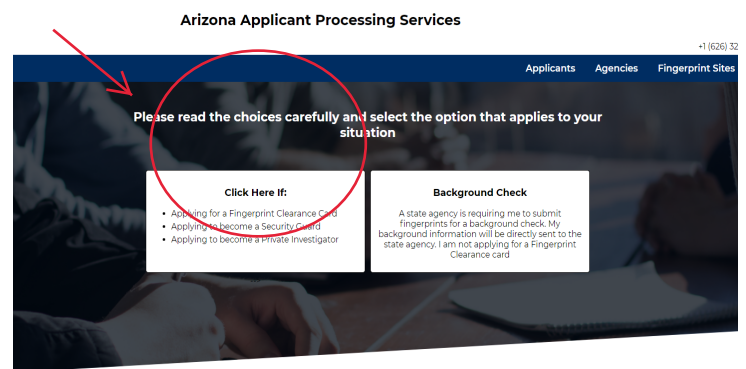 Arizona Applicant Processing Services
+1 (626) 32
Applicants Agencies Fingerprint Sites
Please read the choices carefully and select the option that applies to your
situation
Click Here If:
• Applying for a Fingerprint Clearance Card
• Applying to become a Security Guard
• Applying to become a Private Investigator
Background Check
A state agency is requiring me to submit
fingerprints for a background check. My
background information will be directly sent to the
state agency. I am not applying for a Fingerprint
Clearance card